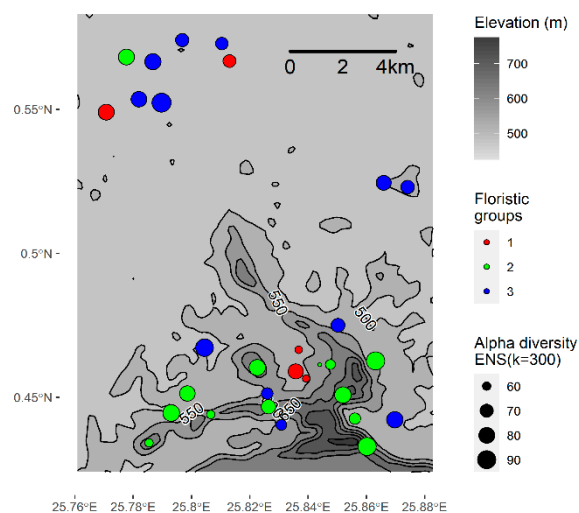 Elevation (m)
700
600
500
0 2 4km
0.55°N
0.5°N
0.45°N
550
500
550
Floristic
groups
1
2
3
Alpha diversity
ENS(k=300)
60
70
80
90
25.76°E 25.78°E 25.8°E 25.82°E 25.84°E 25.86°E 25.88°E